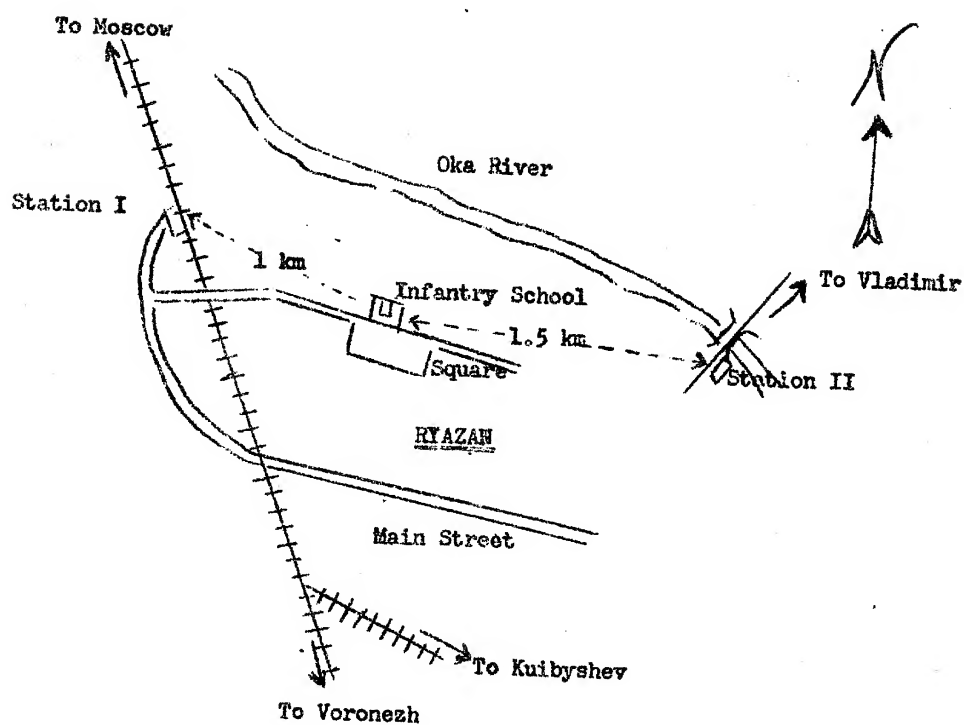 To Moscow
Oka River
Station I
To Vladimir
1 km
Infantry School
1.5 km
Square
Station II
RYAZAN
Main Street
To Kuibyshev
To Voronezh